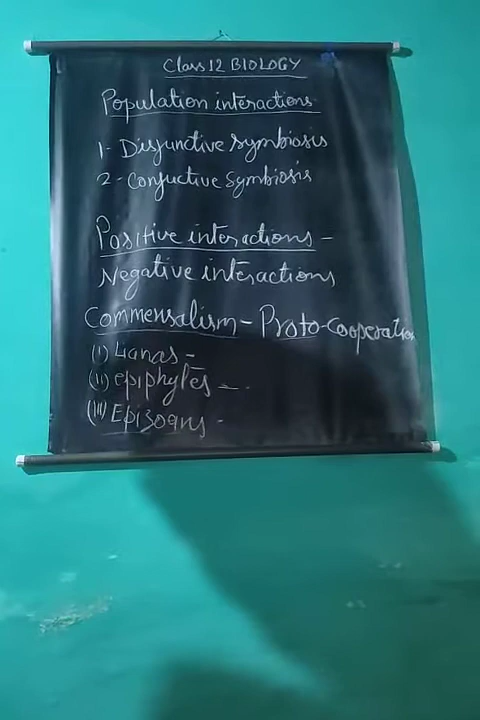 Class 12 BIOLOGY
Population interactions-
1- Disjunctive symbiosis
2- Conjuctive Symbiosis
Positive interactions -
Negative interactions
Commensalism - Proto-cooperation
(i) Lianas -
(ii) epiphytes -
(iii) Epizoans -